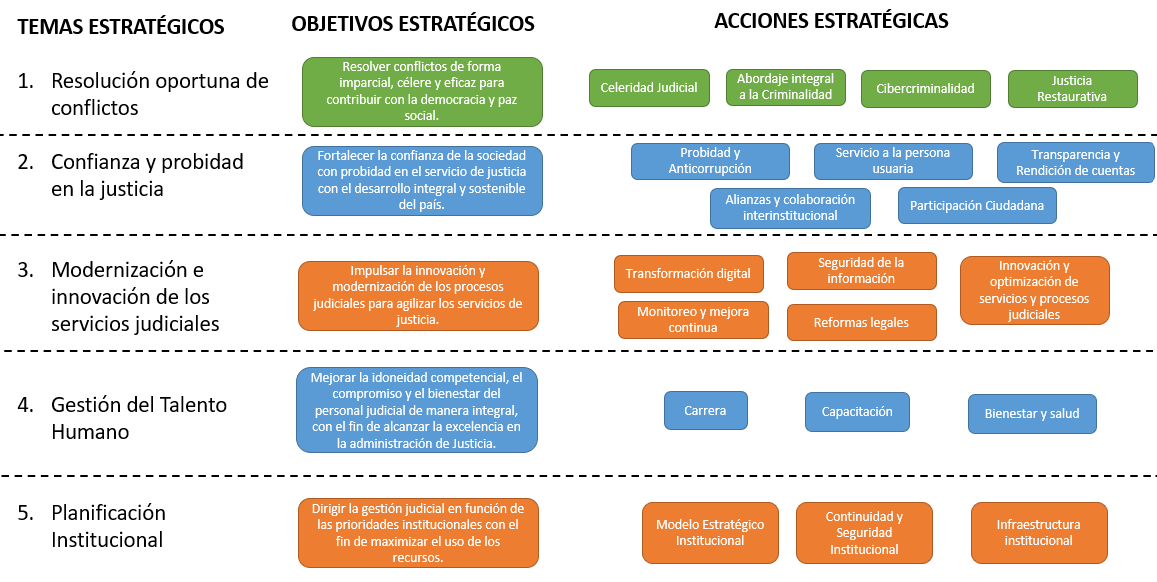 TEMAS ESTRATÉGICOS
OBJETIVOS ESTRATÉGICOS
ACCIONES ESTRATÉGICAS
1. Resolución oportuna de
conflictos
Resolver conflictos de forma
imparcial, célere y eficaz para
contribuir con la democracia y paz
social.
Celeridad Judicial
Abordaje integral
a la Criminalidad
Cibercriminalidad
Justicia
Restaurativa
2. Confianza y probidad
en la justicia
Fortalecer la confianza de la sociedad
con probidad en el servicio de justicia
con el desarrollo integral y sostenible
del país.
Probidad y
Anticorrupción
Servicio a la persona
usuaria
Transparencia y
Rendición de cuentas
Alianzas y colaboración
interinstitucional
Participación Ciudadana
3. Modernización e
innovación de los
servicios judiciales
Impulsar la innovación y
modernización de los procesos
judiciales para agilizar los servicios de
justicia.
Transformación digital
Seguridad de la
información
Innovación y
optimización de
servicios y procesos
judiciales
Monitoreo y mejora
continua
Reformas legales
4. Gestión del Talento
Humano
Mejorar la idoneidad competencial, el
compromiso y el bienestar del
personal judicial de manera integral,
con el fin de alcanzar la excelencia en
la administración de Justicia.
Carrera
Capacitación
Bienestar y salud
5. Planificación
Institucional
Dirigir la gestión judicial en función de
las prioridades institucionales con el
fin de maximizar el uso de los
recursos.
Modelo Estratégico
Institucional
Continuidad y
Seguridad
Institucional
Infraestructura
institucional